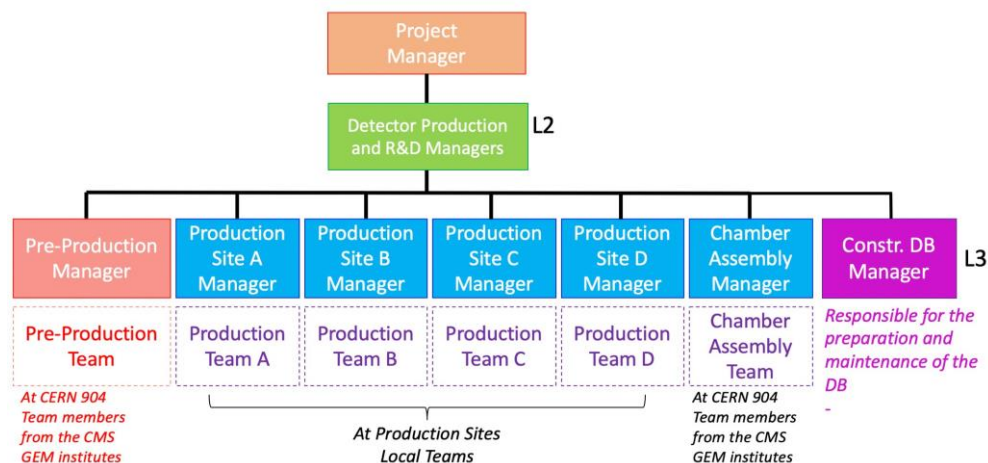 Project
Manager
Detector Production
and R&D Managers
L2
Pre-Production
Manager
Production
Site A
Manager
Production
Site B
Manager
Production
Site C
Manager
Production
Site D
Manager
Chamber
Assembly
Manager
Constr. DB
Manager
L3
Pre-Production
Team
Production
Team A
Production
Team B
Production
Team C
Production
Team D
Chamber
Assembly
Team
Responsible for the
preparation and
maintenance of the
DB
-
At CERN 904
Team members
from the CMS
GEM institutes
At Production Sites
Local Teams
At CERN 904
Team members
from the CMS
GEM institutes